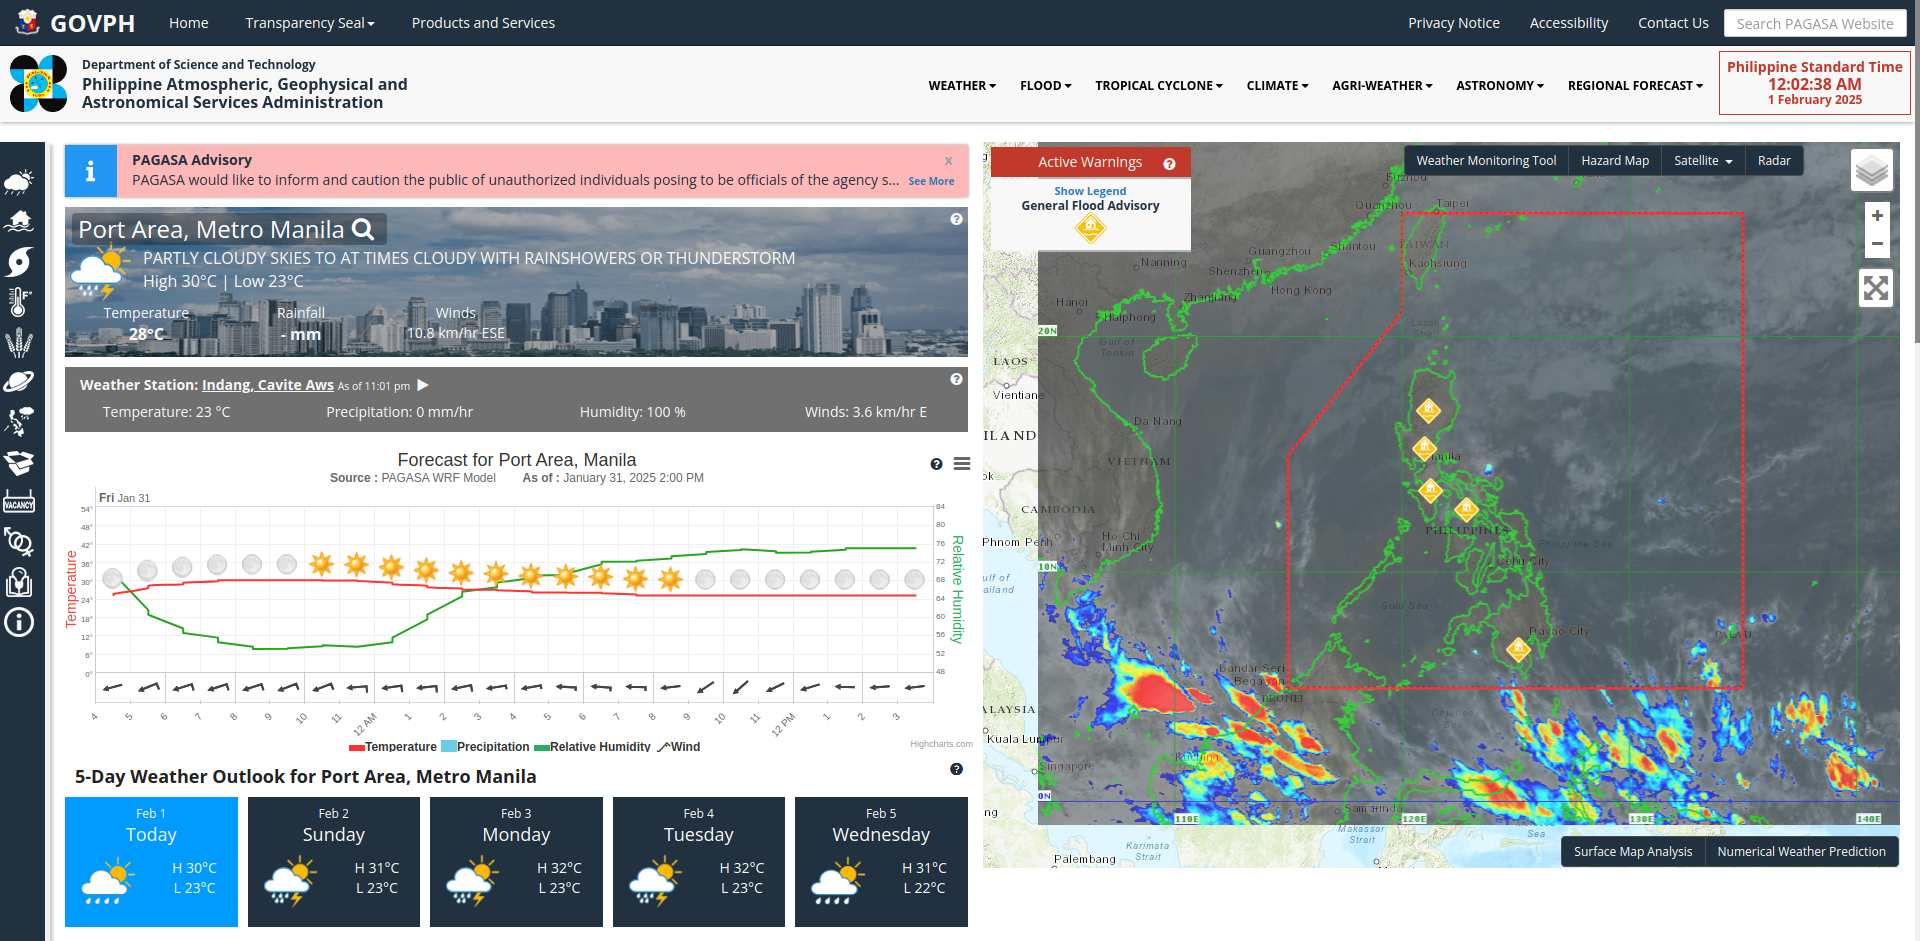 GOVPH
Home
Transparency Seal
Products and Services
Privacy Notice
Accessibility
Contact Us
Search PAGASA Website
Department of Science and Technology
Philippine Atmospheric, Geophysical and
Astronomical Services Administration
WEATHER
FLOOD
TROPICAL CYCLONE
CLIMATE
AGRI-WEATHER
ASTRONOMY
REGIONAL FORECAST
Philippine Standard Time
12:02:38 AM
1 February 2025
PAGASA Advisory
x
PAGASA would like to inform and caution the public of unauthorized individuals posing to be officials of the agency s...
See More
Port Area, Metro Manila
PARTLY CLOUDY SKIES TO AT TIMES CLOUDY WITH RAINSHOWERS OR THUNDERSTORM
High 30°C | Low 23°C
Temperature
Rainfall
Winds
28°C
- mm
10.8 km/hr ESE
Weather Station: Indang, Cavite Aws As of 11:01 pm
Temperature: 23 °C
Precipitation: 0 mm/hr
Humidity: 100 %
Winds: 3.6 km/hr E
Forecast for Port Area, Manila
Source : PAGASA WRF Model
As of : January 31, 2025 2:00 PM
Fri Jan 31
Temperature
54°
48°
42°
36°
30°
24°
18°
12°
6°
0°
84
80
76
72
68
64
60
56
52
48
Relative Humidity
4
5
6
7
8
9
10
11
12 AM
1
2
3
4
5
6
7
8
9
10
11
12 PM
1
2
3
Temperature
Precipitation
Relative Humidity
Wind
Highcharts.com
5-Day Weather Outlook for Port Area, Metro Manila
Feb 1
Today
H 30°C
L 23°C
Feb 2
Sunday
H 31°C
L 23°C
Feb 3
Monday
H 32°C
L 23°C
Feb 4
Tuesday
H 32°C
L 23°C
Feb 5
Wednesday
H 31°C
L 22°C
VACANCY
Active Warnings
Show Legend
General Flood Advisory
Weather Monitoring Tool
Hazard Map
Satellite
Radar
+
−
Fuzhou
Quanzhou
Taipei
TAIWAN
Kaohsiung
Shantou
Guangzhou
Shenzhen
Hong Kong
Nanning
Zhanjiang
Hanoi
Haiphong
Gulf of
Tonkin
Luzon
Strait
20N
LAOS
Vientiane
Da Nang
ILAND
VIETNAM
ok
CAMBODIA
Phnom Penh
Ho Chi
Minh City
Manila
PHILIPPINES
Philippine Sea
Cebu City
10N
ulf of
ailand
Sulu Sea
Davao City
PALAU
Bandar Seri
Begawan
BRUNEI
ALAYSIA
Celebes
Sea
Kuala Lumpur
Kuching
Singapore
0N
ng
Samarinda
110E
120E
130E
140E
Makassar
Strait
Sea
Karimata
Strait
Palembang
Surface Map Analysis
Numerical Weather Prediction